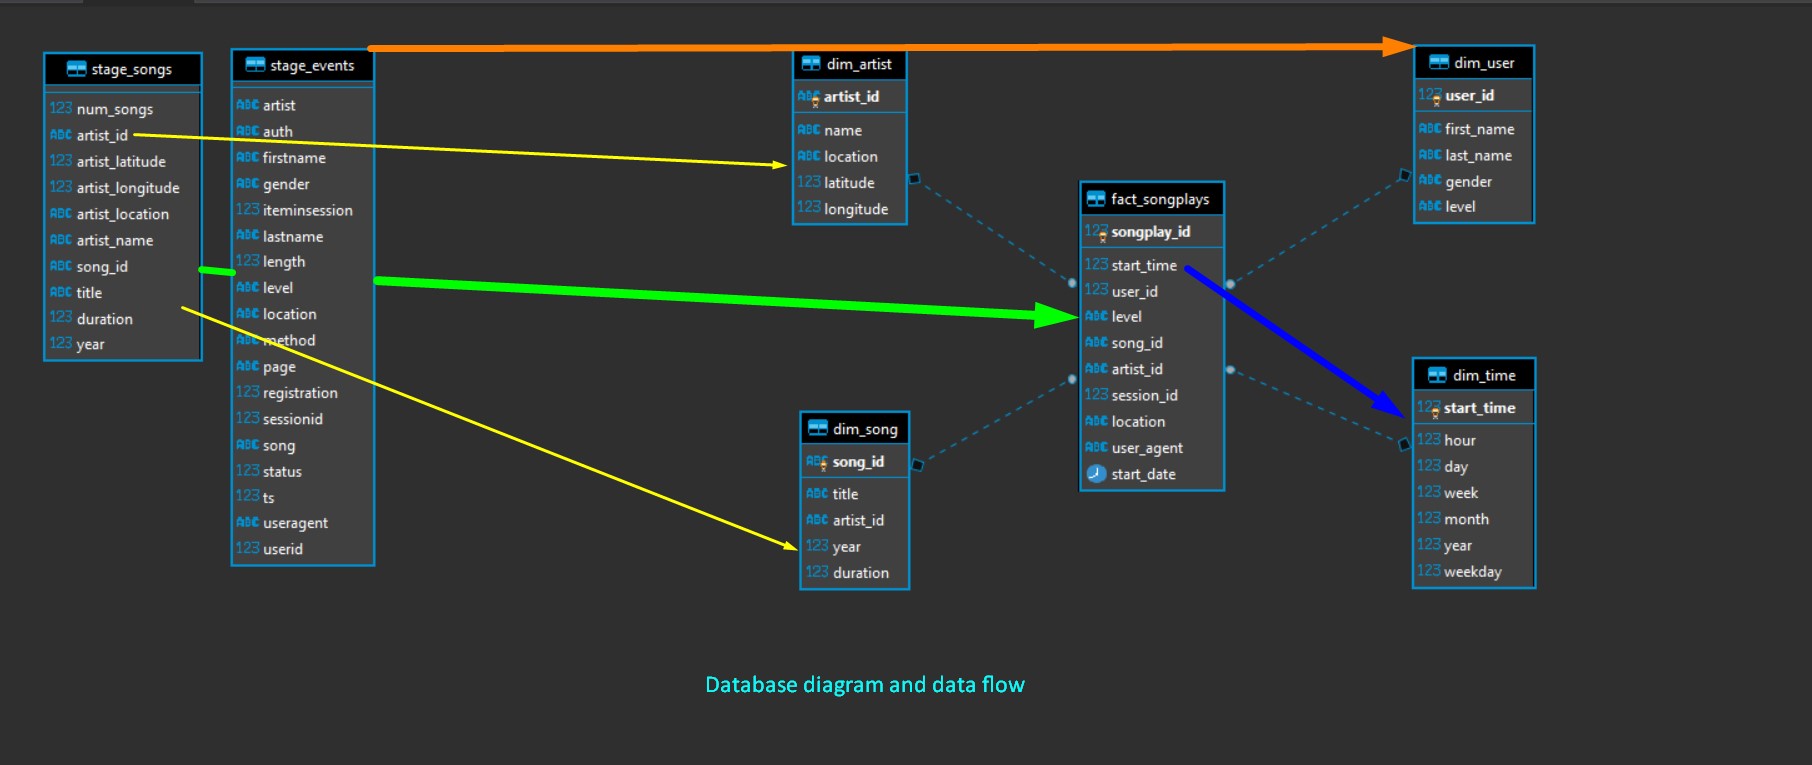 stage_songs
123 num_songs
ABC artist_id
123 artist_latitude
123 artist_longitude
ABC artist_location
ABC artist_name
ABC song_id
ABC title
123 duration
123 year
stage_events
ABC artist
ABC auth
ABC firstname
ABC gender
123 iteminsession
ABC lastname
123 length
ABC level
ABC location
ABC method
ABC page
123 registration
123 sessionid
ABC song
123 status
123 ts
ABC useragent
123 userid
dim_artist
ABC artist_id
ABC name
ABC location
123 latitude
123 longitude
dim_song
ABC song_id
ABC title
ABC artist_id
123 year
123 duration
fact_songplays
123 songplay_id
123 start_time
123 user_id
ABC level
ABC song_id
ABC artist_id
123 session_id
ABC location
ABC user_agent
start_date
dim_user
123 user_id
ABC first_name
ABC last_name
ABC gender
ABC level
dim_time
123 start_time
123 hour
123 day
123 week
123 month
123 year
123 weekday
Database diagram and data flow